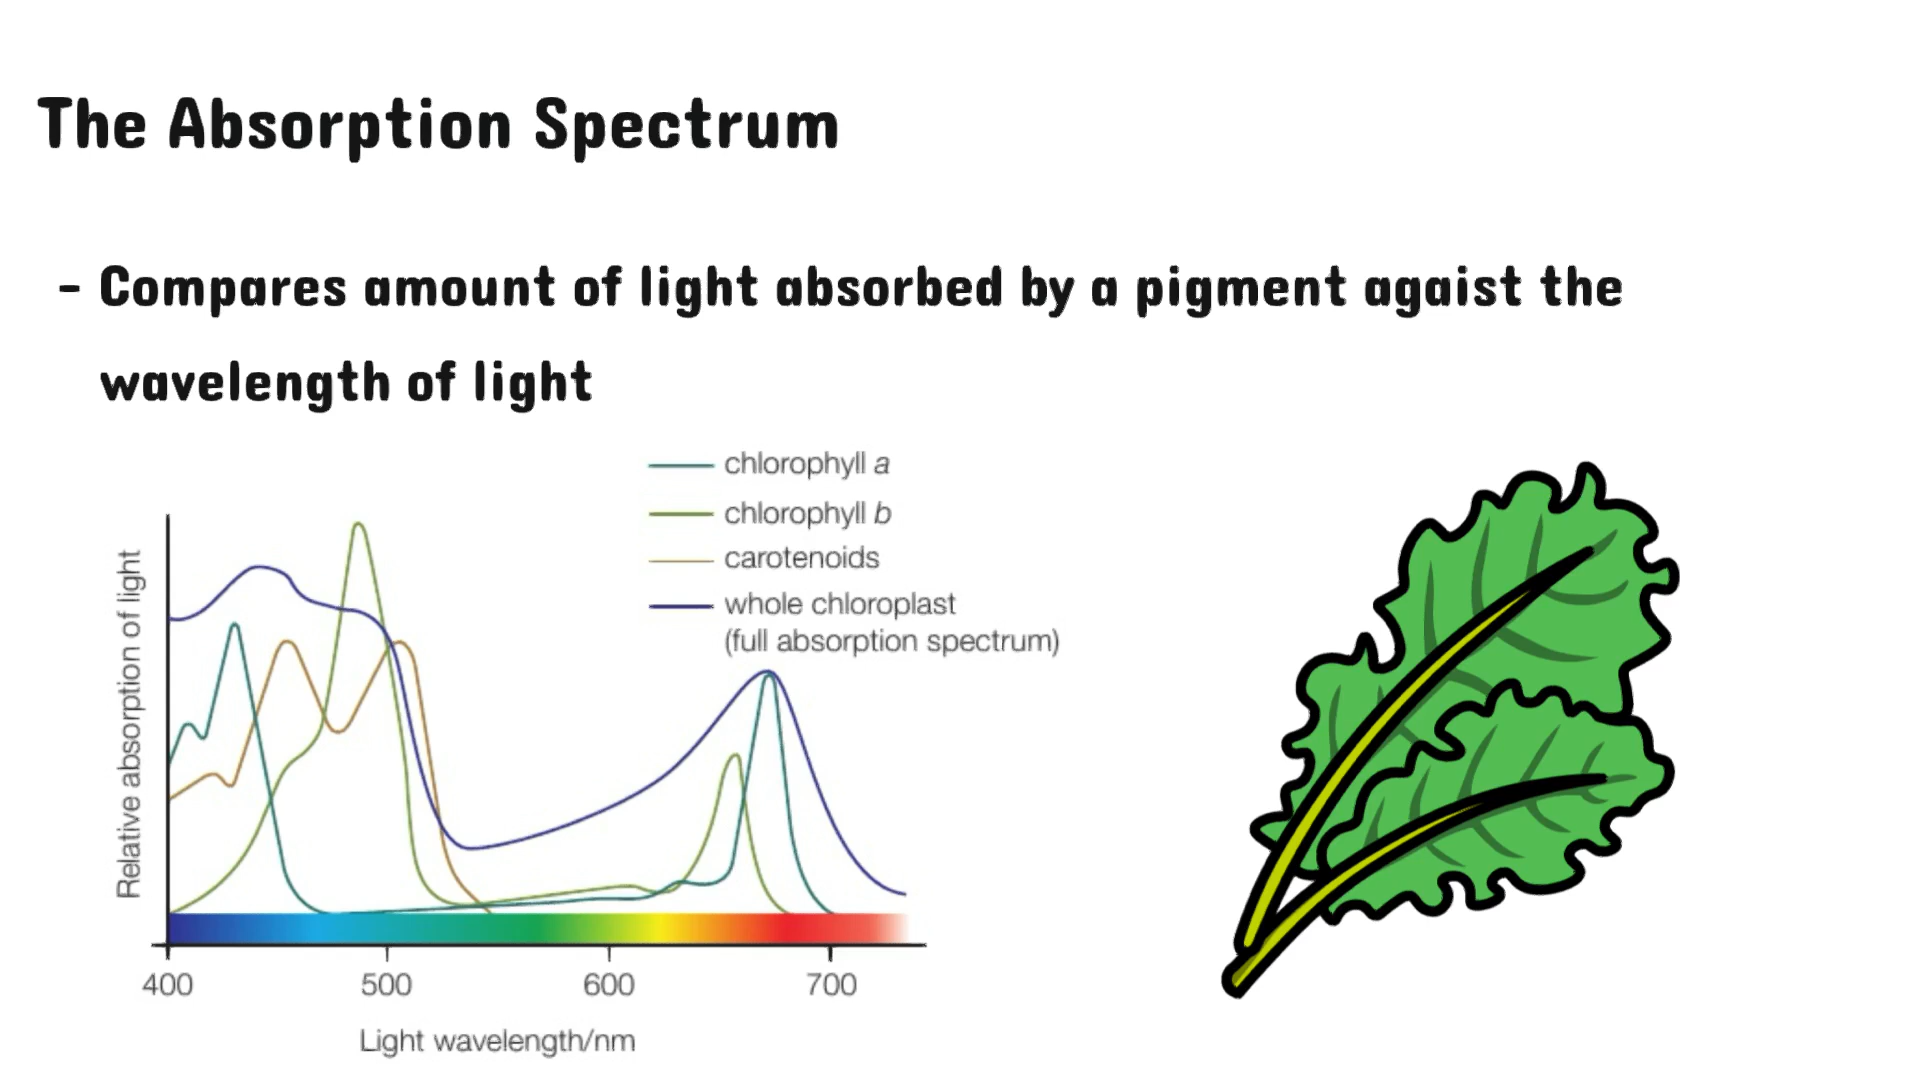 The Absorption Spectrum
- Compares amount of light absorbed by a pigment agaist the
wavelength of light
chlorophyll a
chlorophyll b
carotenoids
whole chloroplast
(full absorption spectrum)
Relative absorption of light
400 500 600 700
Light wavelength/nm